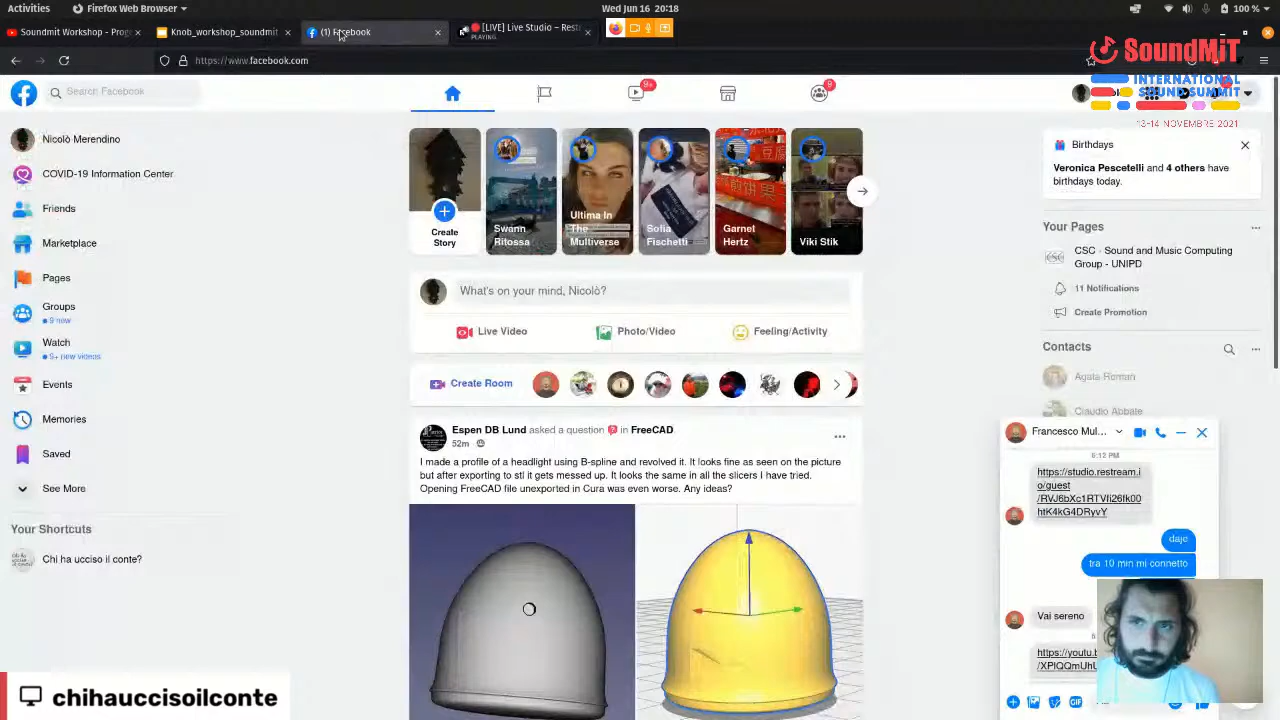 Activities
Firefox Web Browser
Wed Jun 16 20:18
100 %
Soundmit Workshop - Prog
Knob_workshop_soundmit
(1) Facebook
[LIVE] Live Studio – Rest
PLAYING
https://www.facebook.com
SoundMiT
INTERNATIONAL
SOUND SUMMIT
13-14 NOVEMBRE 2021
Search Facebook
9+
9
Nicolò Merendino
COVID-19 Information Center
Friends
Marketplace
Pages
Groups
9 new
Watch
9+ new videos
Events
Memories
Saved
See More
Your Shortcuts
Chi ha ucciso il conte?
Create
Story
Swann
Ritossa
Ultima In
The
Multiverse
Sofia
Fischetti
Garnet
Hertz
Viki Stik
What's on your mind, Nicolò?
Live Video
Photo/Video
Feeling/Activity
Create Room
Espen DB Lund asked a question in FreeCAD
52m
I made a profile of a headlight using B-spline and revolved it. It looks fine as seen on the picture
but after exporting to stl it gets messed up. It looks the same in all the slicers I have tried.
Opening FreeCAD file unexported in Cura was even worse. Any ideas?
Birthdays
Veronica Pescetelli and 4 others have
birthdays today.
Your Pages
CSC - Sound and Music Computing
Group - UNIPD
11 Notifications
Create Promotion
Contacts
Agata Roman
Claudio Abbate
Francesco Mul...
https://studio.restream.i
o/guest
daje
tra 10 min mi connetto
Vai sereno
https://youtu.b
GIF
chihauccisoilconte